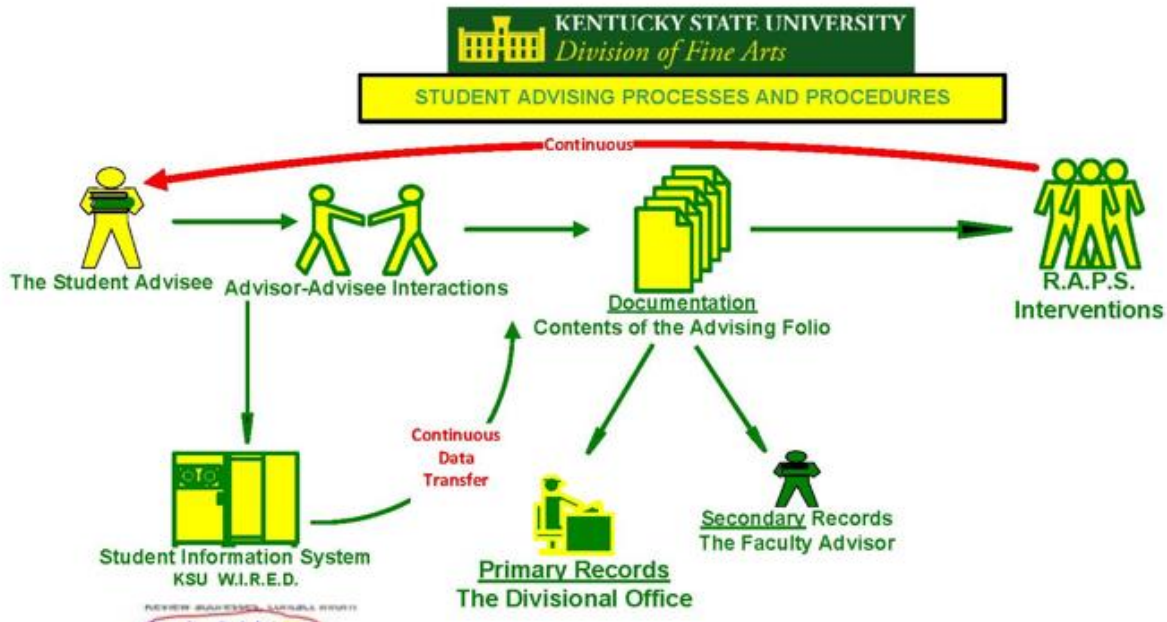 KENTUCKY STATE UNIVERSITY
Division of Fine Arts
STUDENT ADVISING PROCESSES AND PROCEDURES
Continuous
The Student Advisee
Advisor-Advisee Interactions
Documentation
Contents of the Advising Folio
R.A.P.S.
Interventions
Continuous
Data
Transfer
Student Information System
KSU W.I.R.E.D.
Primary Records
The Divisional Office
Secondary Records
The Faculty Advisor